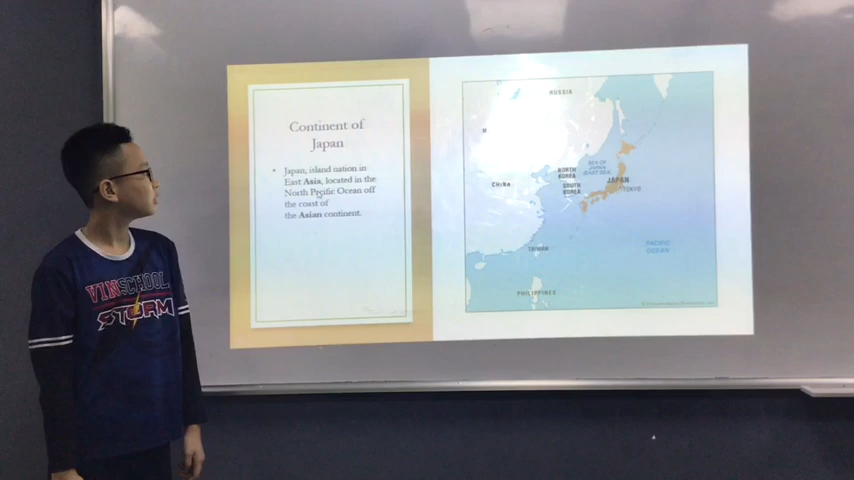 Continent of
Japan
• Japan, island nation in
East Asia, located in the
North Pacific Ocean off
the coast of
the Asian continent.
RUSSIA
M
CHINA
NORTH
KOREA
SOUTH
KOREA
SEA OF
JAPAN
(EAST SEA)
JAPAN
TOKYO
TAIWAN
PACIFIC
OCEAN
PHILIPPINES
VINSCHOOL
STORM